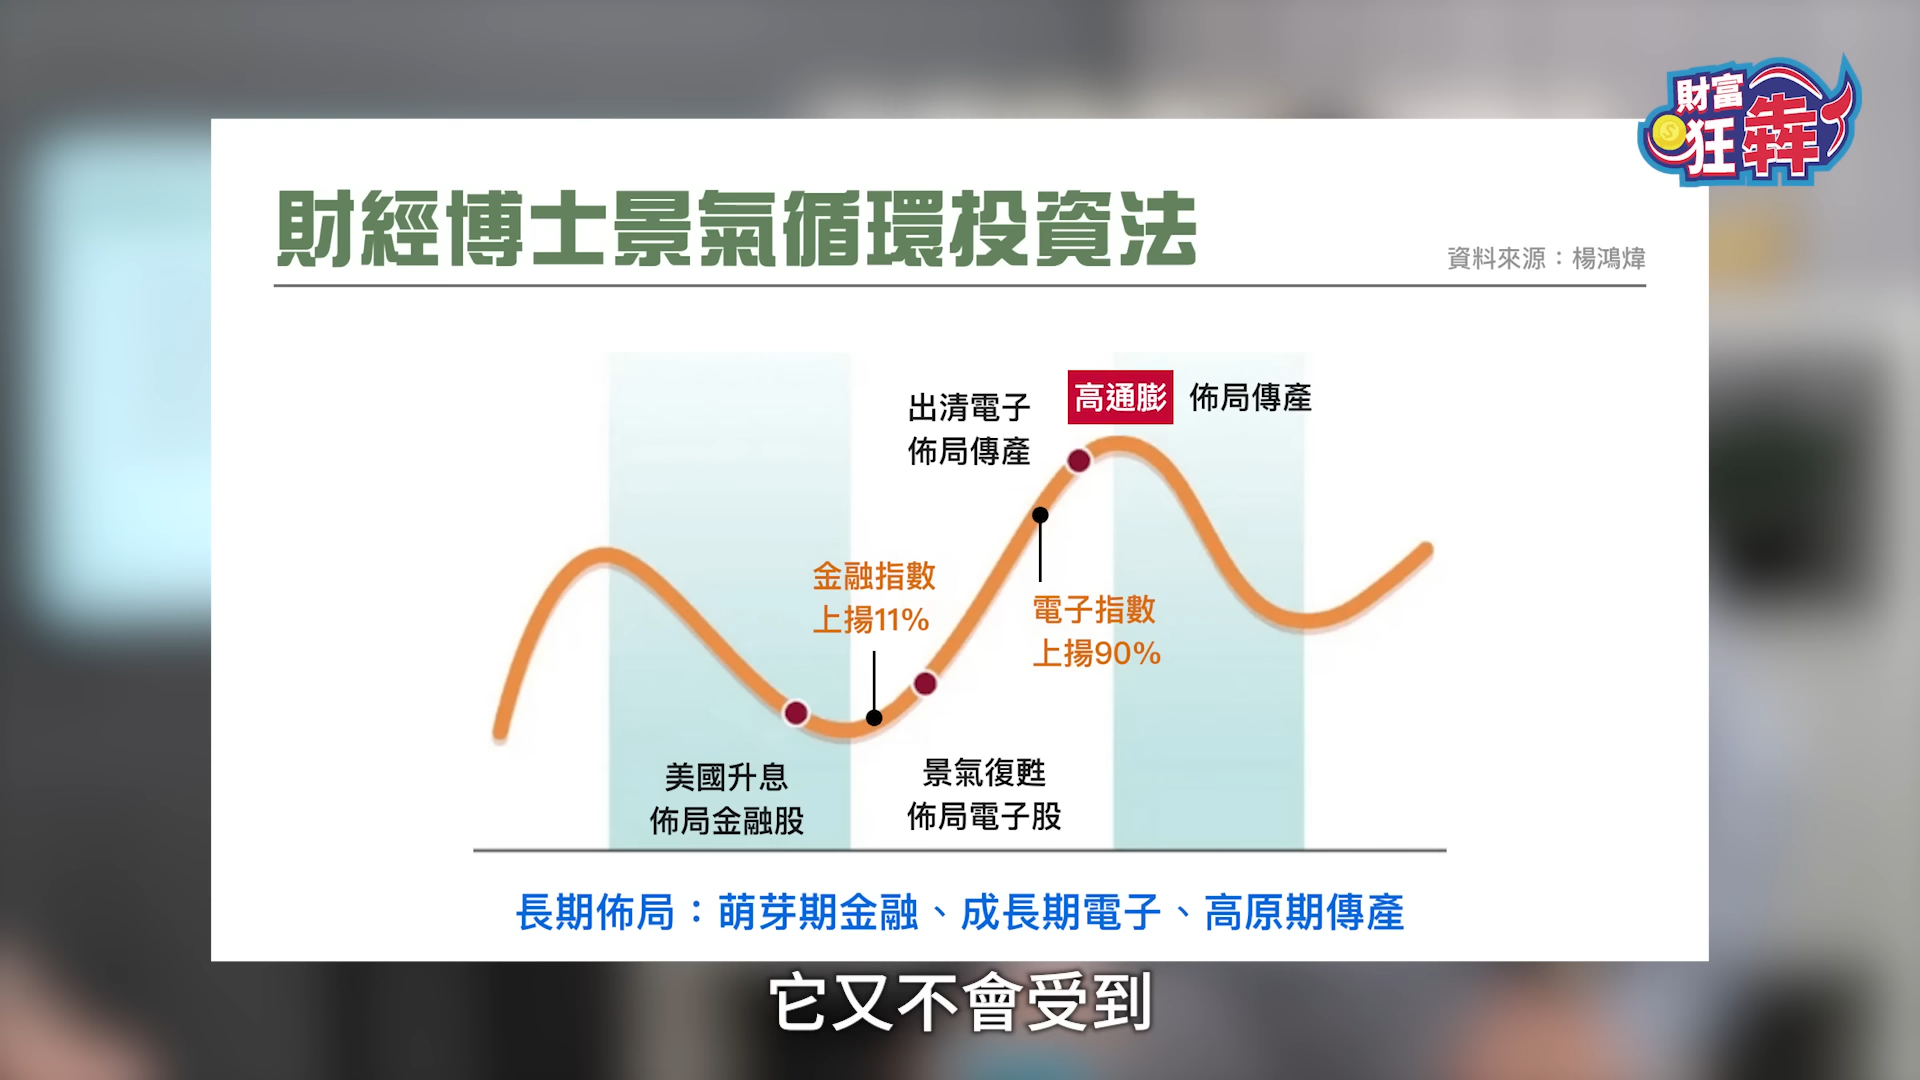 財富
狂犇
財經博士景氣循環投資法
資料來源：楊鴻煒
出清電子
佈局傳產
高通膨 佈局傳產
金融指數
上揚11%
電子指數
上揚90%
美國升息
佈局金融股
景氣復甦
佈局電子股
長期佈局：萌芽期金融、成長期電子、高原期傳產
它又不會受到